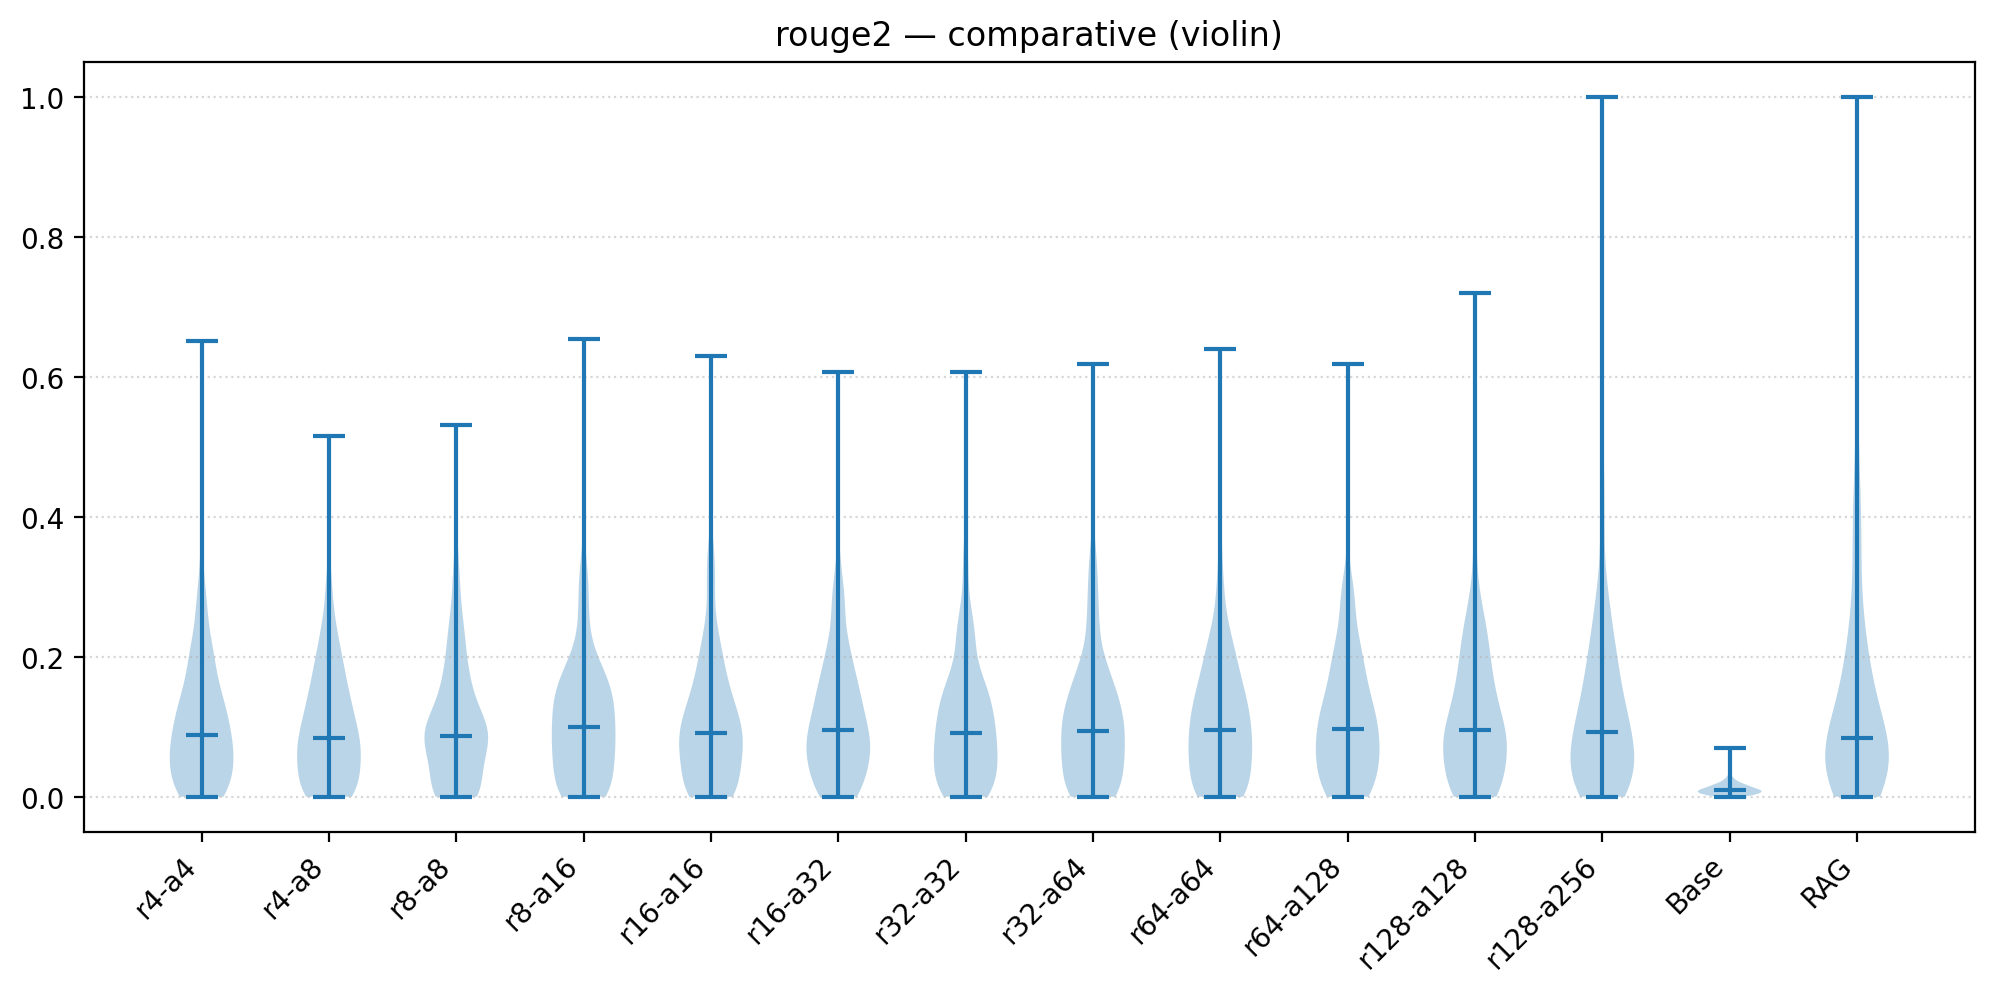 rouge2 — comparative (violin)
1.0
0.8
0.6
0.4
0.2
0.0
r4-a4
r4-a8
r8-a8
r8-a16
r16-a16
r16-a32
r32-a32
r32-a64
r64-a64
r64-a128
r128-a128
r128-a256
Base
RAG